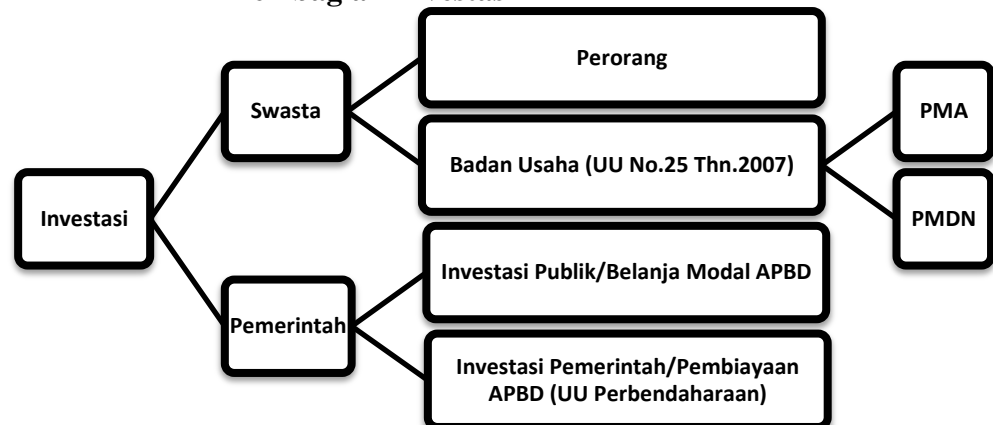 Perorang
Swasta
PMA
Badan Usaha (UU No.25 Thn.2007)
Investasi
PMDN
Investasi Publik/Belanja Modal APBD
Pemerintah
Investasi Pemerintah/Pembiayaan
APBD (UU Perbendaharaan)